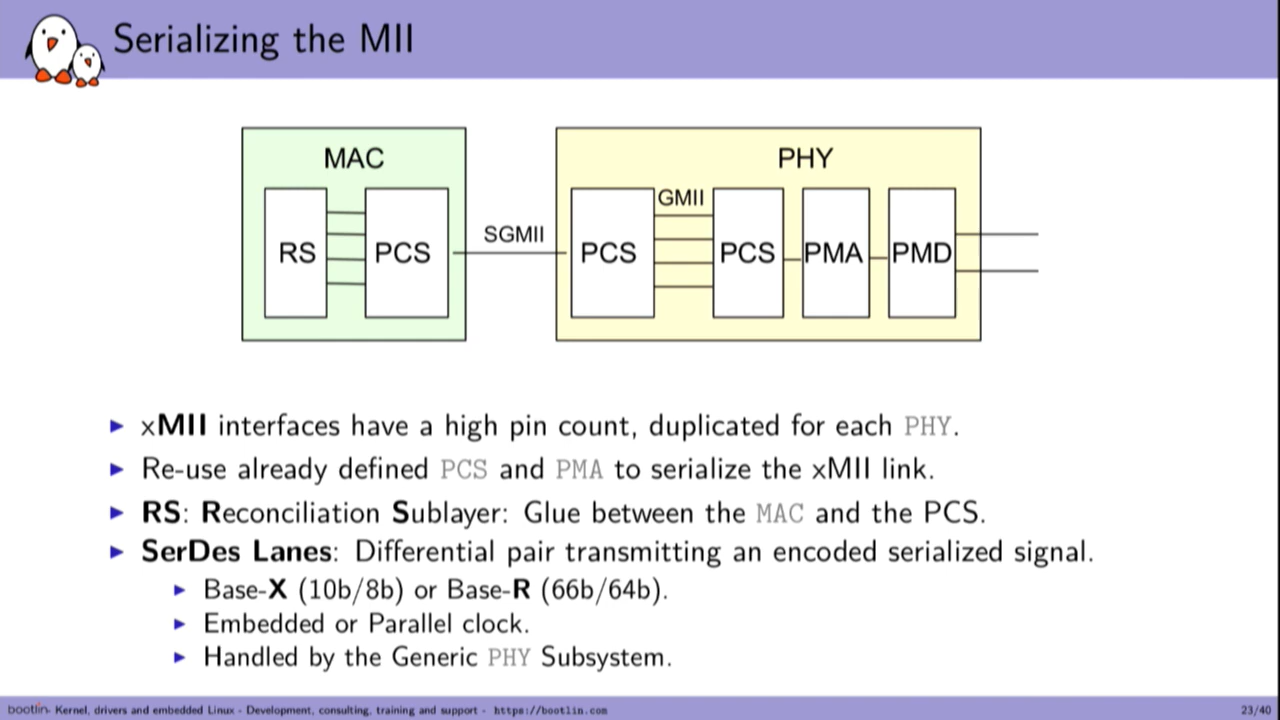 Serializing the MII
MAC
PHY
RS
PCS
SGMII
PCS
GMII
PCS
PMA
PMD
xMII interfaces have a high pin count, duplicated for each PHY.
Re-use already defined PCS and PMA to serialize the xMII link.
RS: Reconciliation Sublayer: Glue between the MAC and the PCS.
SerDes Lanes: Differential pair transmitting an encoded serialized signal.
Base-X (10b/8b) or Base-R (66b/64b).
Embedded or Parallel clock.
Handled by the Generic PHY Subsystem.
bootlin - Kernel, drivers and embedded Linux - Development, consulting, training and support - https://bootlin.com
23/40